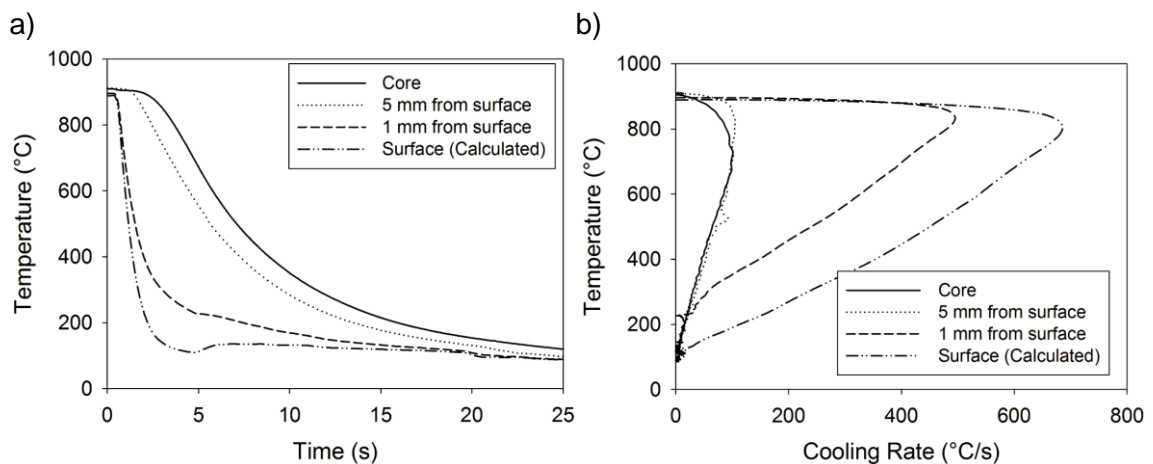 a)
1000
800
600
400
200
0
Temperature (°C)
0 5 10 15 20 25
Time (s)
Core
5 mm from surface
1 mm from surface
Surface (Calculated)
b)
1000
800
600
400
200
0
Temperature (°C)
0 200 400 600 800
Cooling Rate (°C/s)
Core
5 mm from surface
1 mm from surface
Surface (Calculated)